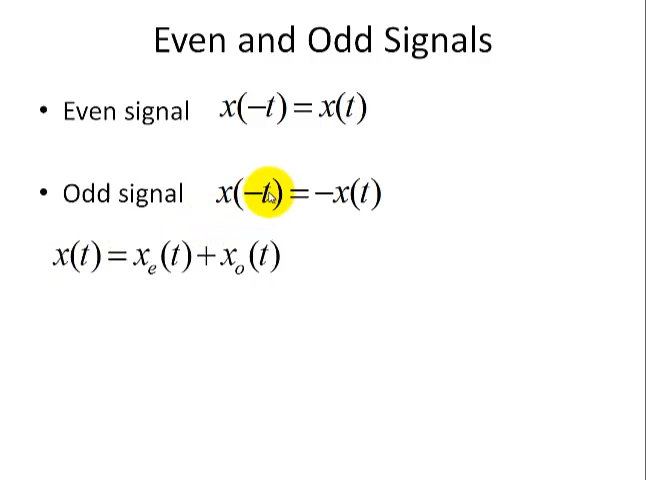 Even and Odd Signals
• Even signal x(−t)=x(t)
• Odd signal x(−t)=−x(t)
x(t)=xₑ(t)+xₒ(t)